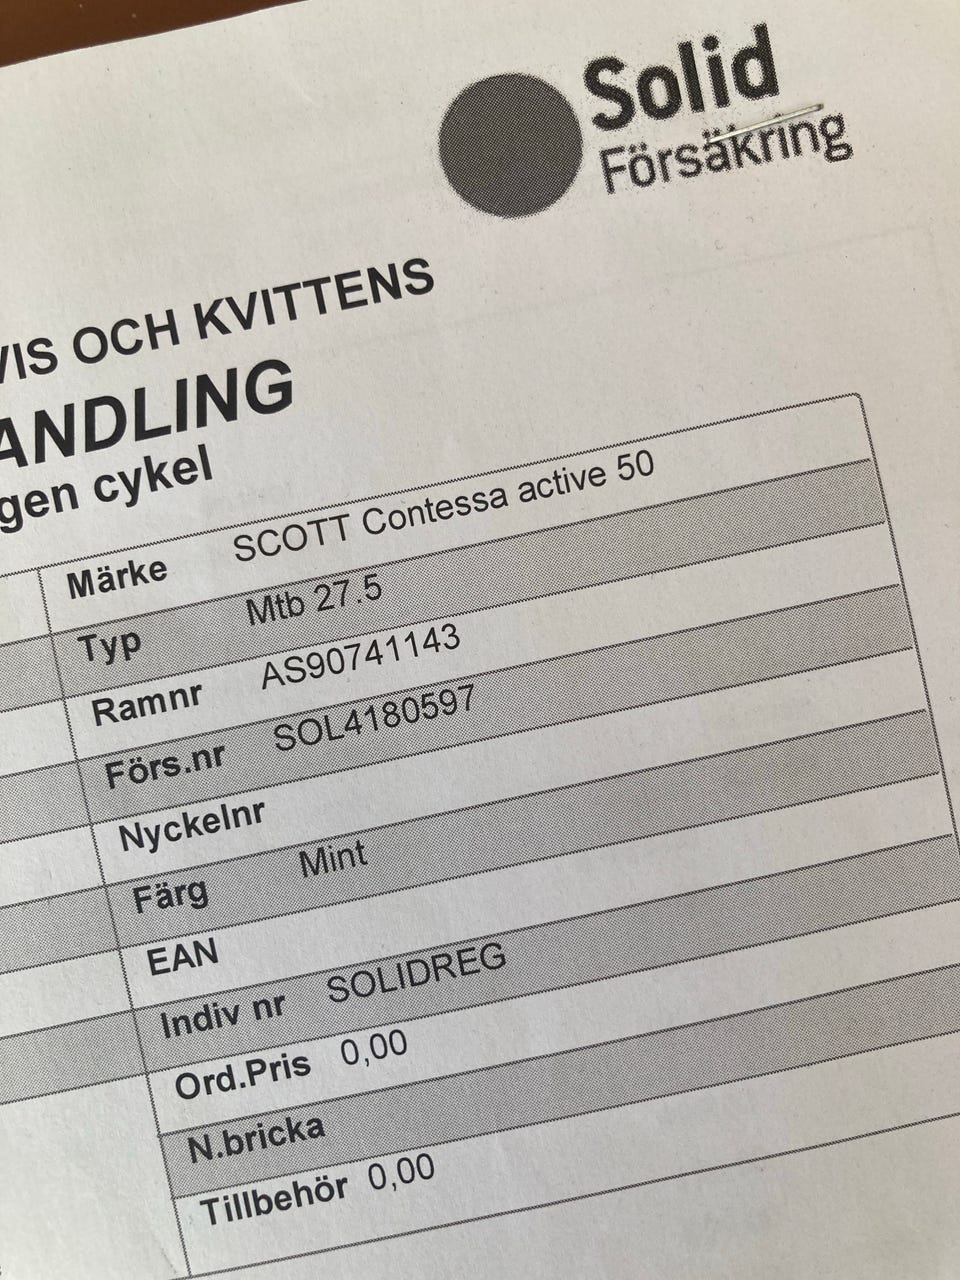 Solid
Försäkring
VIS OCH KVITTENS
ANDLING
gen cykel
Märke SCOTT Contessa active 50
Typ Mtb 27.5
Ramnr AS90741143
Förs.nr SOL4180597
Nyckelnr
Färg Mint
EAN
Indiv nr SOLIDREG
Ord.Pris 0,00
N.bricka
Tillbehör 0,00